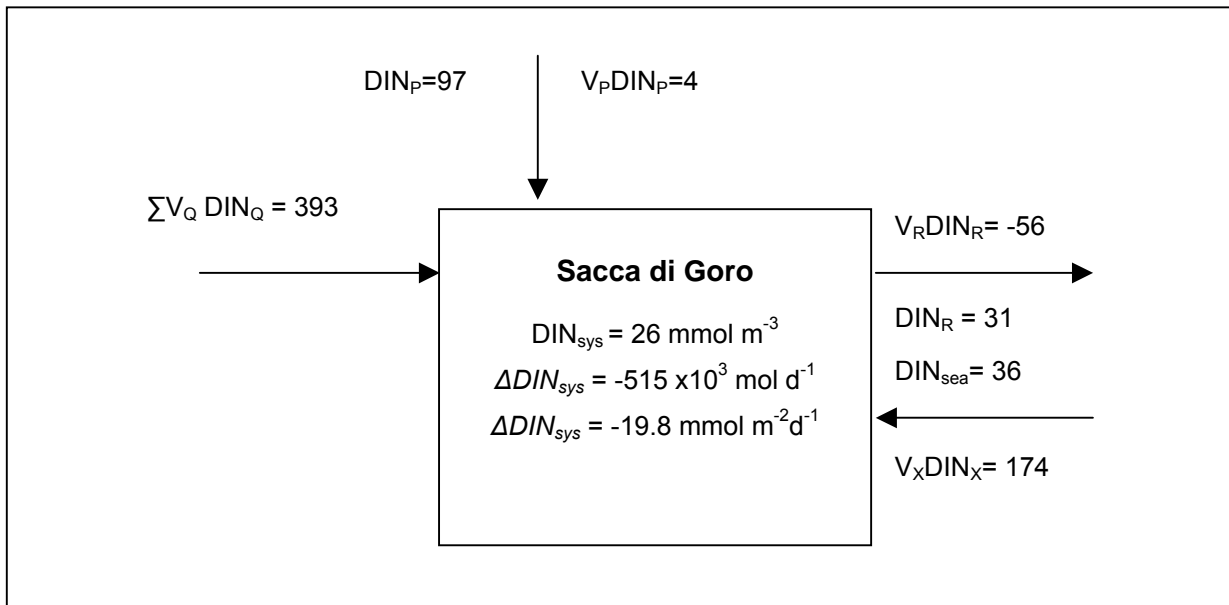 DIN_P=97
V_PDIN_P=4
∑V_Q DIN_Q = 393
V_RDIN_R= -56
Sacca di Goro
DIN_sys = 26 mmol m^-3
DIN_R = 31
ΔDIN_sys = -515 x10^3 mol d^-1
DIN_sea= 36
ΔDIN_sys = -19.8 mmol m^-2d^-1
V_XDIN_X= 174